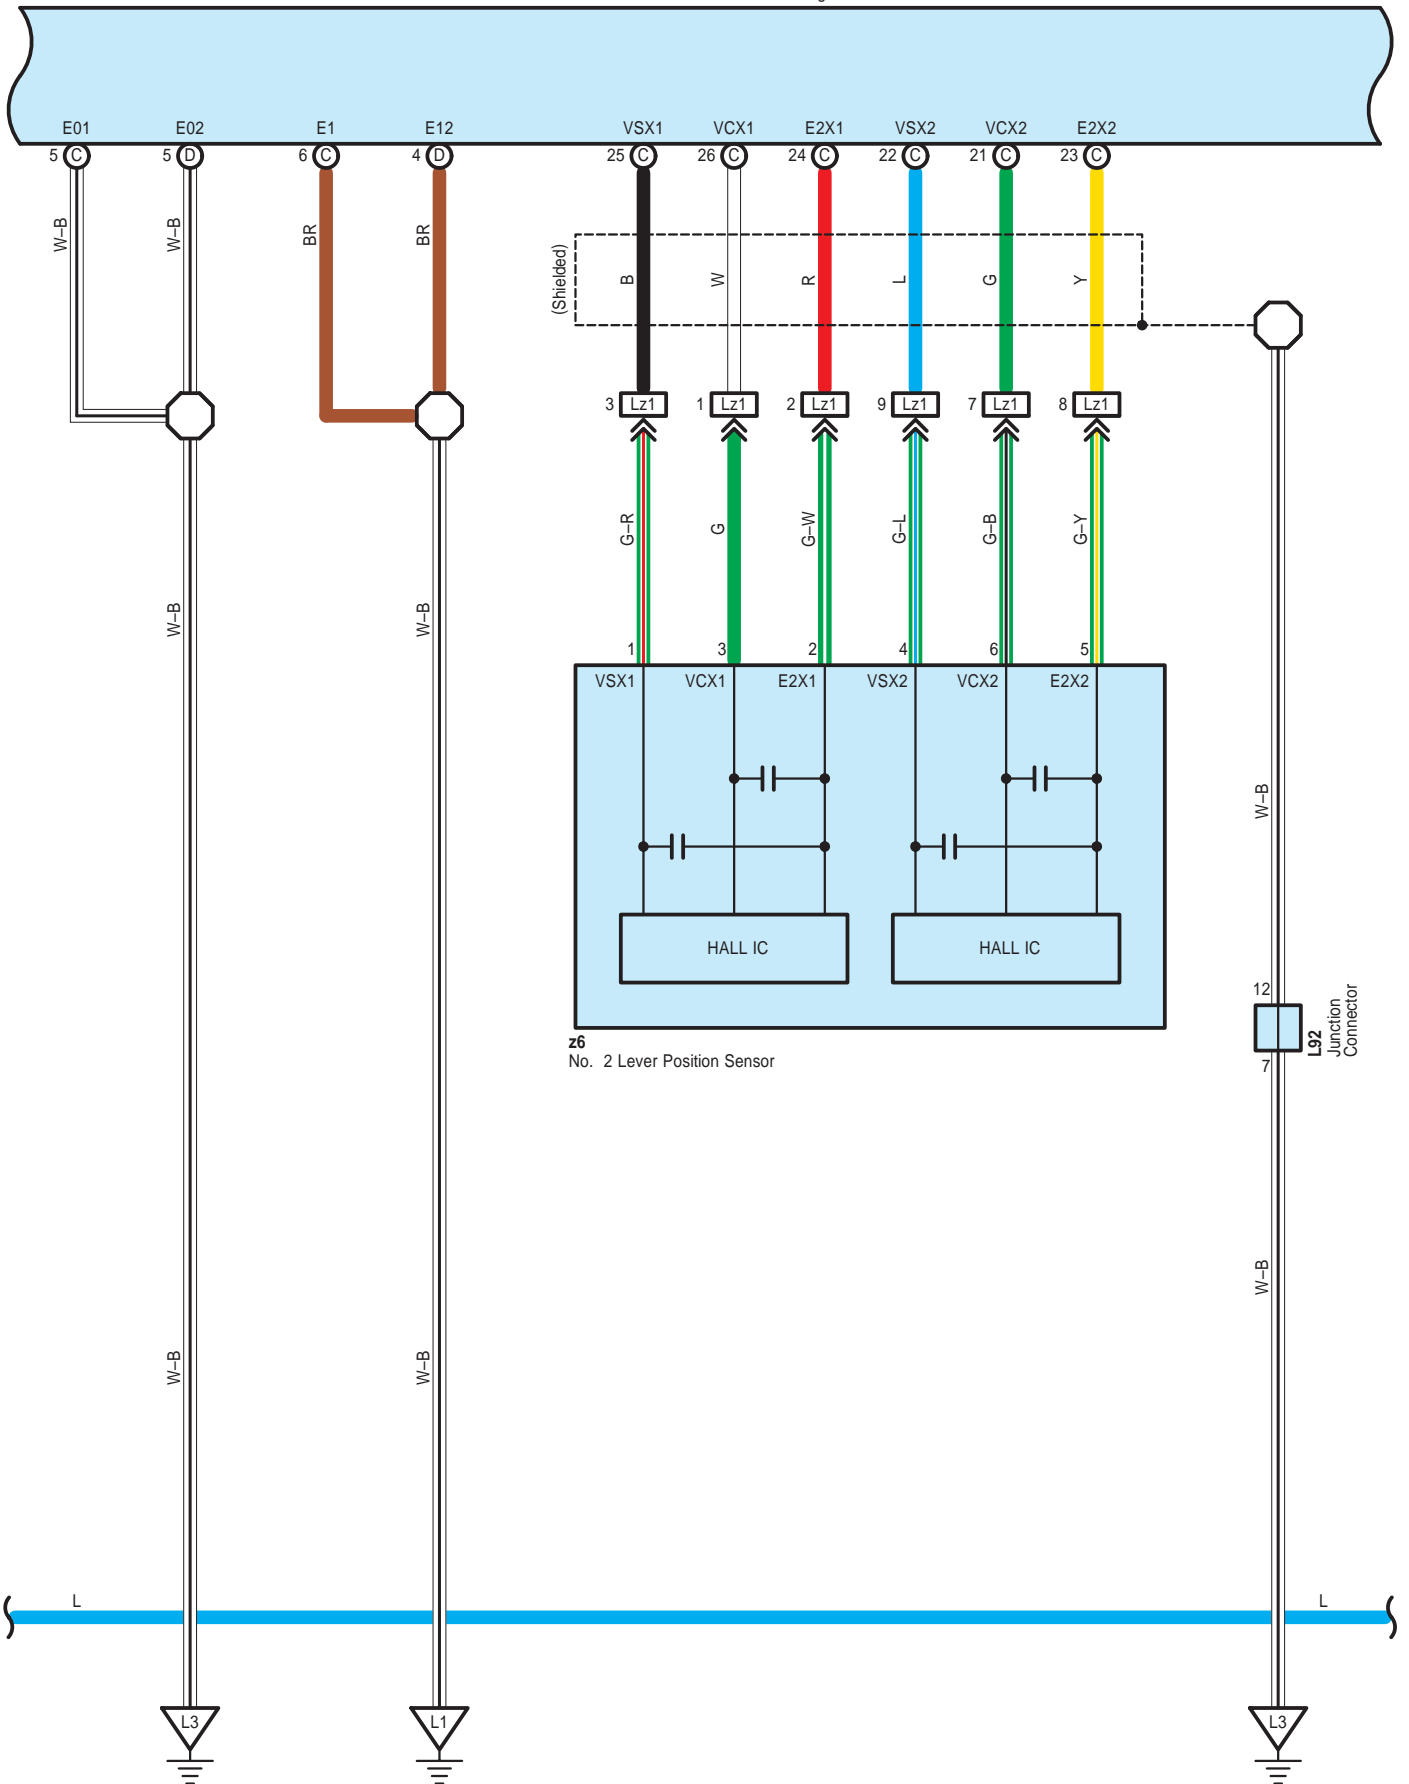 E01 E02 E1 E12 VSX1 VCX1 E2X1 VSX2 VCX2 E2X2
5 C 5 D 6 C 4 D 25 C 26 C 24 C 22 C 21 C 23 C
W–B W–B BR BR
(Shielded) B W R L G Y
3 Lz1 1 Lz1 2 Lz1 9 Lz1 7 Lz1 8 Lz1
G–R G G–W G–L G–B G–Y
W–B W–B
1 3 2 4 6 5
VSX1 VCX1 E2X1 VSX2 VCX2 E2X2
W–B
HALL IC HALL IC
12
z6
No. 2 Lever Position Sensor
L92
Junction
Connector
7
W–B
W–B W–B
L L
L3 L1 L3